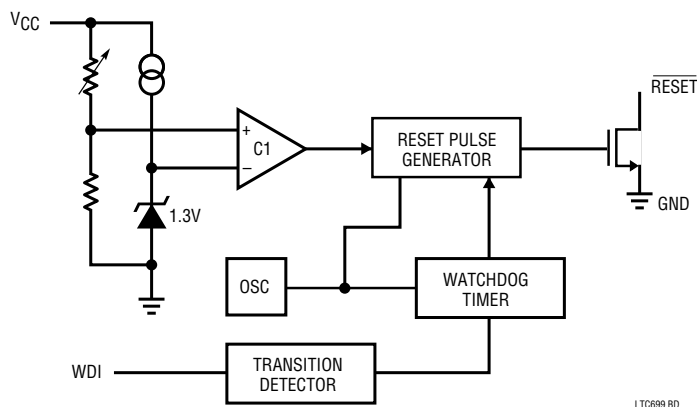 VCC
RESET
+
C1
−
RESET PULSE
GENERATOR
1.3V
GND
OSC
WATCHDOG
TIMER
WDI
TRANSITION
DETECTOR
LTC699 BD